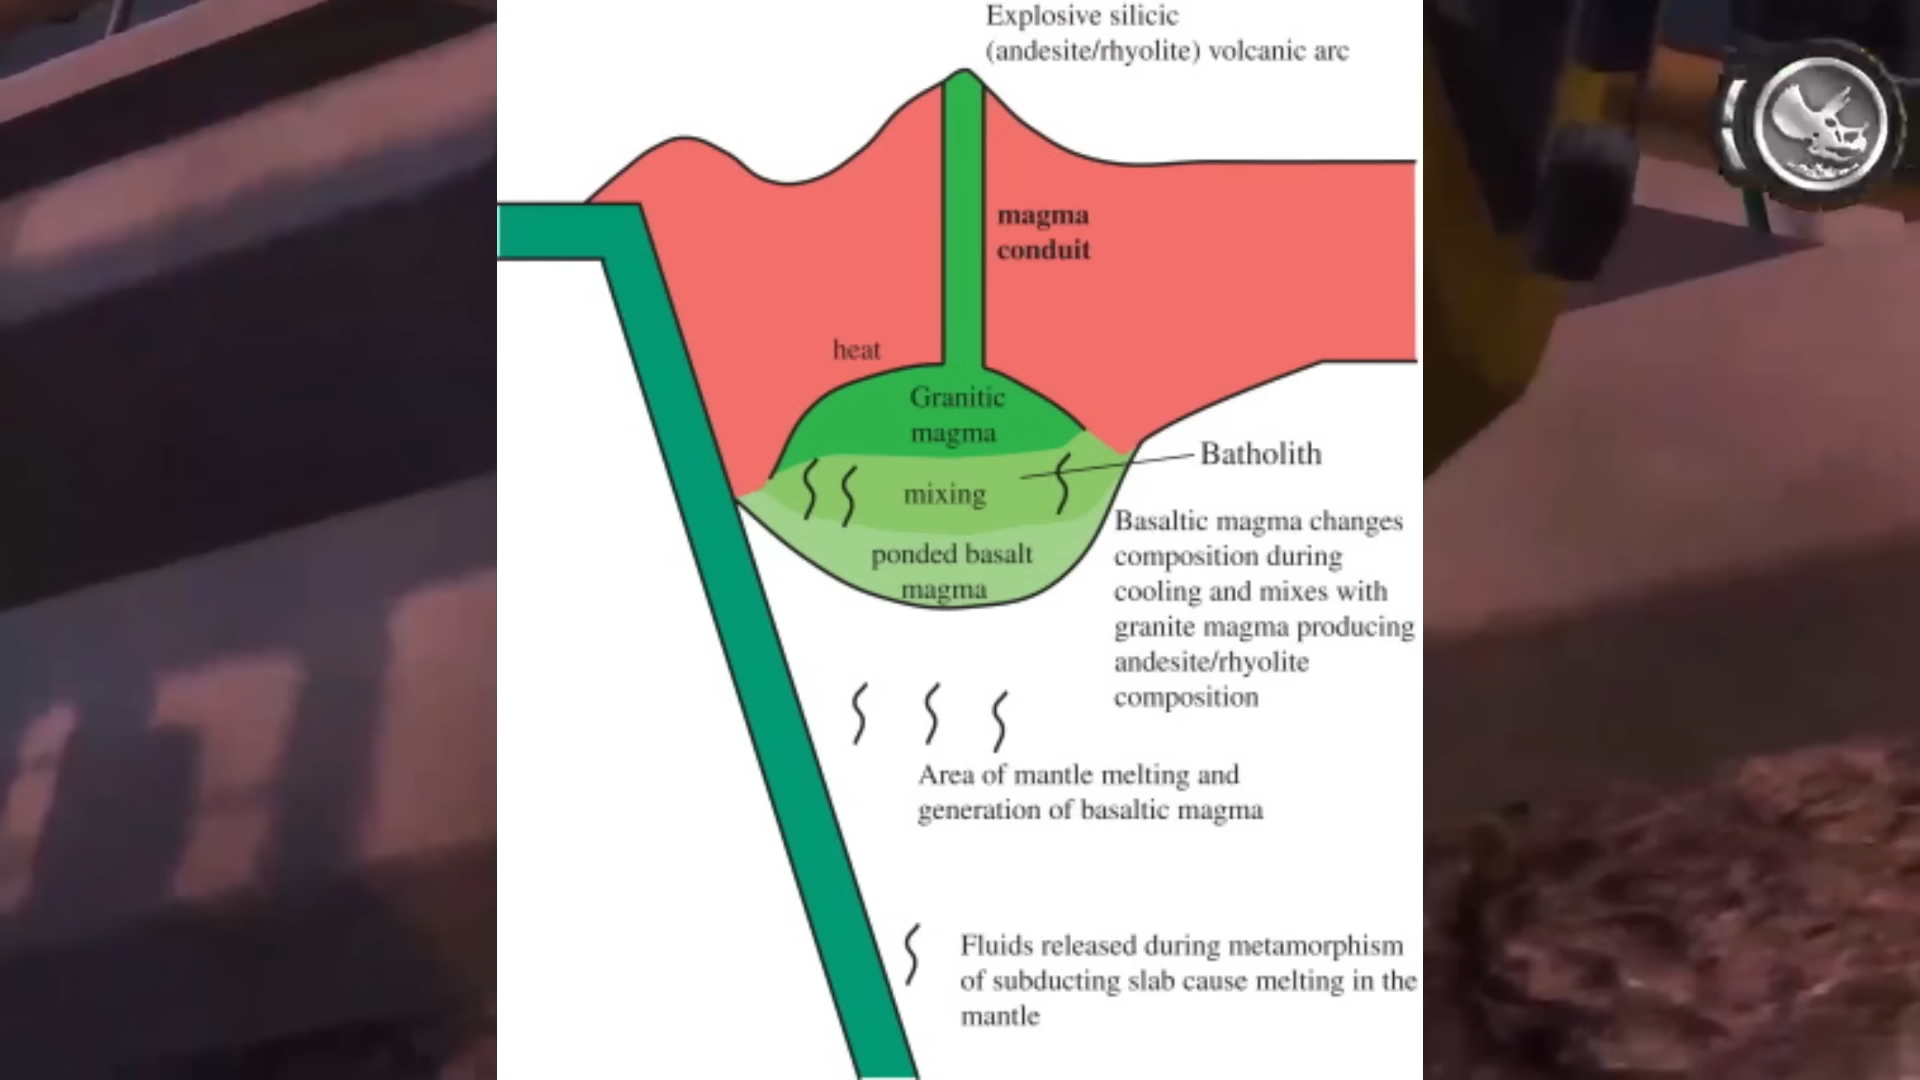 Explosive silicic
(andesite/rhyolite) volcanic arc
magma
conduit
heat
Granitic
magma
Batholith
mixing
Basaltic magma changes
composition during
cooling and mixes with
granite magma producing
andesite/rhyolite
composition
ponded basalt
magma
Area of mantle melting and
generation of basaltic magma
Fluids released during metamorphism
of subducting slab cause melting in the
mantle